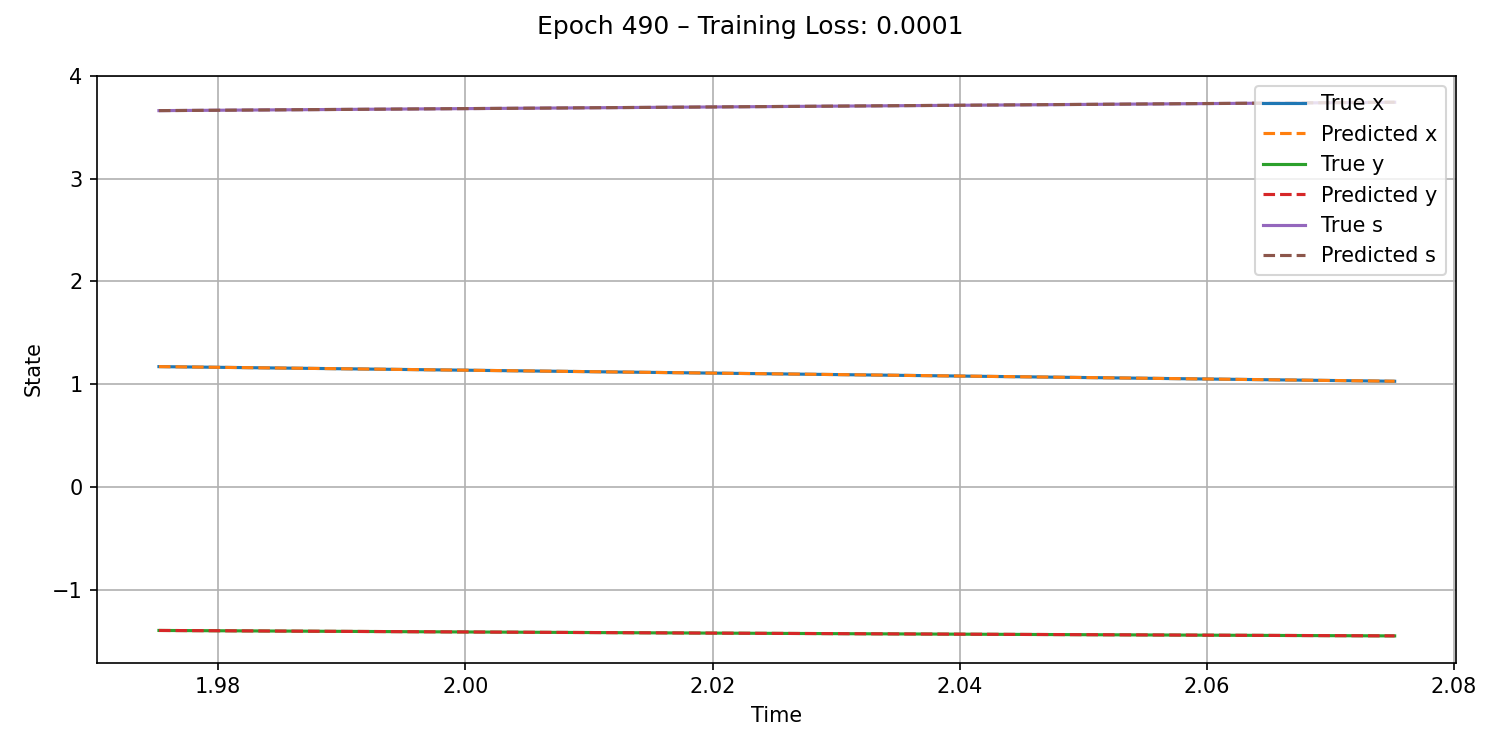 Epoch 490 – Training Loss: 0.0001
4
3
2
1
0
−1
State
True x
Predicted x
True y
Predicted y
True s
Predicted s
1.98
2.00
2.02
2.04
2.06
2.08
Time